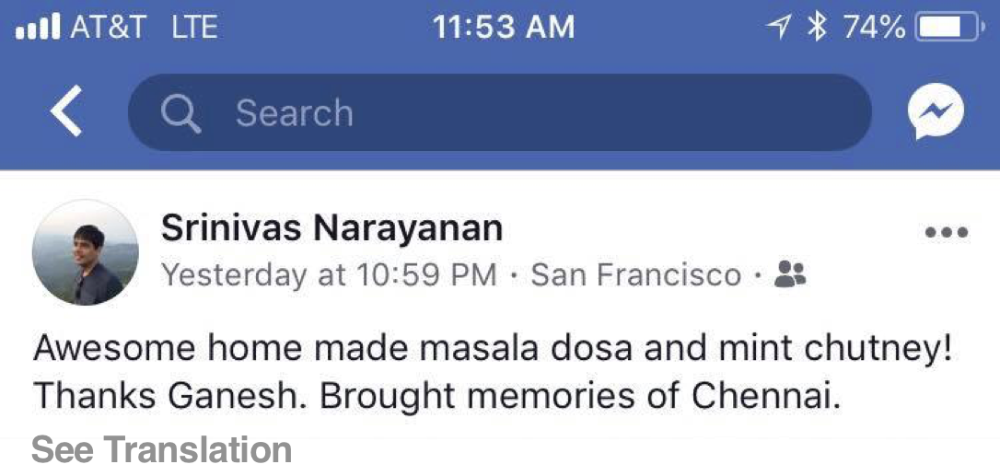 AT&T LTE 11:53 AM 74%
Search
Srinivas Narayanan
Yesterday at 10:59 PM · San Francisco ·
Awesome home made masala dosa and mint chutney!
Thanks Ganesh. Brought memories of Chennai.
See Translation